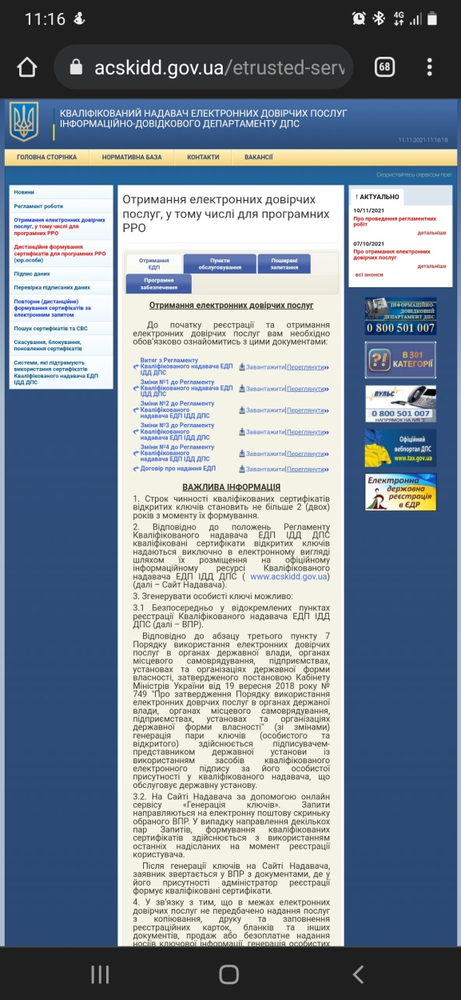 11:16
4G
acskidd.gov.ua/etrusted-serv
68
КВАЛІФІКОВАНИЙ НАДАВАЧ ЕЛЕКТРОННИХ ДОВІРЧИХ ПОСЛУГ
ІНФОРМАЦІЙНО-ДОВІДКОВОГО ДЕПАРТАМЕНТУ ДПС
11.11.2021 11:16:18
ГОЛОВНА СТОРІНКА
НОРМАТИВНА БАЗА
КОНТАКТИ
ВАКАНСІЇ
Скористайтесь сервісом повт
Новини
Регламент роботи
Отримання електронних довірчих
послуг, у тому числі для
програмних РРО
Дистанційне формування
сертифікатів для програмних РРО
(юр.особи)
Підпис даних
Перевірка підписаних даних
Повторне (дистанційне)
формування сертифікатів за
електронним запитом
Пошук сертифікатів та СВС
Скасування, блокування,
поновлення сертифікатів
Системи, які підтримують
використання сертифікатів
Кваліфікованого надавача ЕДП
ІДД ДПС
Отримання електронних довірчих
послуг, у тому числі для програмних
РРО
Отримання
ЕДП
Пункти
обслуговування
Поширені
запитання
Програмне
забезпечення
Отримання електронних довірчих послуг
До початку реєстрації та отримання
електронних довірчих послуг вам необхідно
обов'язково ознайомитись з цими документами:
Витяг з Регламенту
Кваліфікованого надавача ЕДП
ІДД ДПС
Завантажити|Переглянути»
Зміни №1 до Регламенту
Кваліфікованого надавача ЕДП
ІДД ДПС
Завантажити|Переглянути»
Зміни №2 до Регламенту
Кваліфікованого
надавача ЕДП ІДД ДПС
Завантажити|Переглянути»
Зміни №3 до Регламенту
Кваліфікованого
надавача ЕДП ІДД ДПС
Завантажити|Переглянути»
Зміни №4 до Регламенту
Кваліфікованого
надавача ЕДП ІДД ДПС
Завантажити|Переглянути»
Договір про надання ЕДП
Завантажити|Переглянути»
ВАЖЛИВА ІНФОРМАЦІЯ
1. Строк чинності кваліфікованих сертифікатів
відкритих ключів становить не більше 2 (двох)
років з моменту їх формування.
2. Відповідно до положень Регламенту
Кваліфікованого надавача ЕДП ІДД ДПС
кваліфіковані сертифікати відкритих ключів
надаються виключно в електронному вигляді
шляхом їх розміщення на офіційному
інформаційному ресурсі Кваліфікованого
надавача ЕДП ІДД ДПС ( www.acskidd.gov.ua)
(далі – Сайт Надавача).
3. Згенерувати особисті ключі можливо:
3.1 Безпосередньо у відокремлених пунктах
реєстрації Кваліфікованого надавача ЕДП ІДД
ДПС (далі – ВПР).
Відповідно до абзацу третього пункту 7
Порядку використання електронних довірчих
послуг в органах державної влади, органах
місцевого самоврядування, підприємствах,
установах та організаціях державної форми
власності, затвердженого постановою Кабінету
Міністрів України від 19 вересня 2018 року №
749 "Про затвердження Порядку використання
електронних доврчих послуг в органах держаної
влади, органах місцевого самоврядування,
підприємствах, установах та організаціях
державної форми власності" (зі змінами)
генерація пари ключів (особистого та
відкритого) здійснюється підписувачем-
представником державної установи із
використанням засобів кваліфікованого
електронного підпису за його особистої
присутності у кваліфікованого надавача, що
обслуговує державну установу.
3.2. На Сайті Надавача за допомогою онлайн
сервісу «Генерація ключів». Запити
направляються на електронну поштову скриньку
обраного ВПР. У випадку направлення декількох
пар Запитів, формування кваліфікованих
сертифікатів здійснюється з використанням
останніх надісланих на момент реєстрації
користувача.
Після генерації ключів на Сайті Надавача,
заявник звертається у ВПР з документами, де у
його присутності адміністратор реєстрації
формує кваліфіковані сертифікати.
4. У зв'язку з тим, що в межах електронних
довірчих послуг не передбачено надання послуг
з копіювання, друку та заповнення
реєстраційних карток, бланків та інших
документів, продаж або безоплатне надання
носіїв ключової інформації, генерація особистих
! АКТУАЛЬНО
10/11/2021
Про проведення регламентних
робіт
детальніше
07/10/2021
Про отримання електронних
довірчих послуг
детальніше
всі анонси
ІНФОРМАЦІЙНО-
ДОВІДКОВИЙ
ДЕПАРТАМЕНТ ДПС
0 800 501 007
?!
В ЗО1
КАТЕГОРІЇ
ПУЛЬС
0 800 501 007
НАПРЯМОК НА IVR "1"
Офіційний
вебпортал ДПС
www.tax.gov.ua
Електронна
державна
реєстрація
в ЄДР